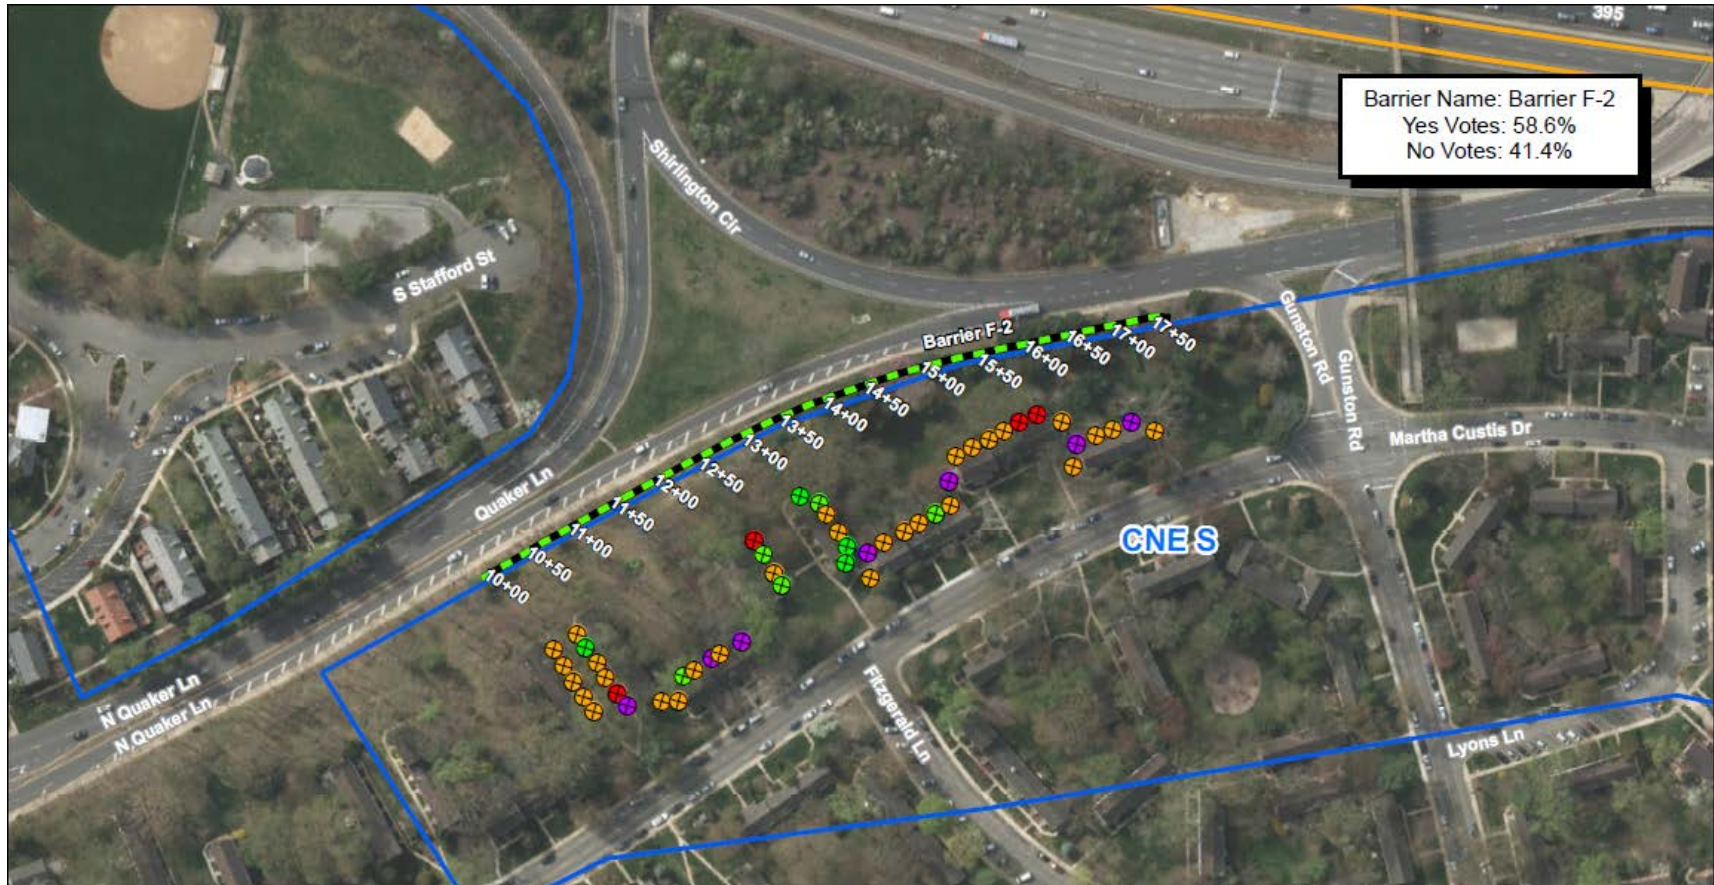 395
Barrier Name: Barrier F-2
Yes Votes: 58.6%
No Votes: 41.4%
Shirlington Cir
S Stafford St
Gunston Rd
Gunston Rd
Barrier F-2
17+50
17+00
16+50
16+00
15+50
15+00
14+50
14+00
13+50
13+00
12+50
12+00
11+50
11+00
10+50
10+00
Martha Custis Dr
Quaker Ln
CNE S
N Quaker Ln
N Quaker Ln
Fitzgerald Ln
Lyons Ln